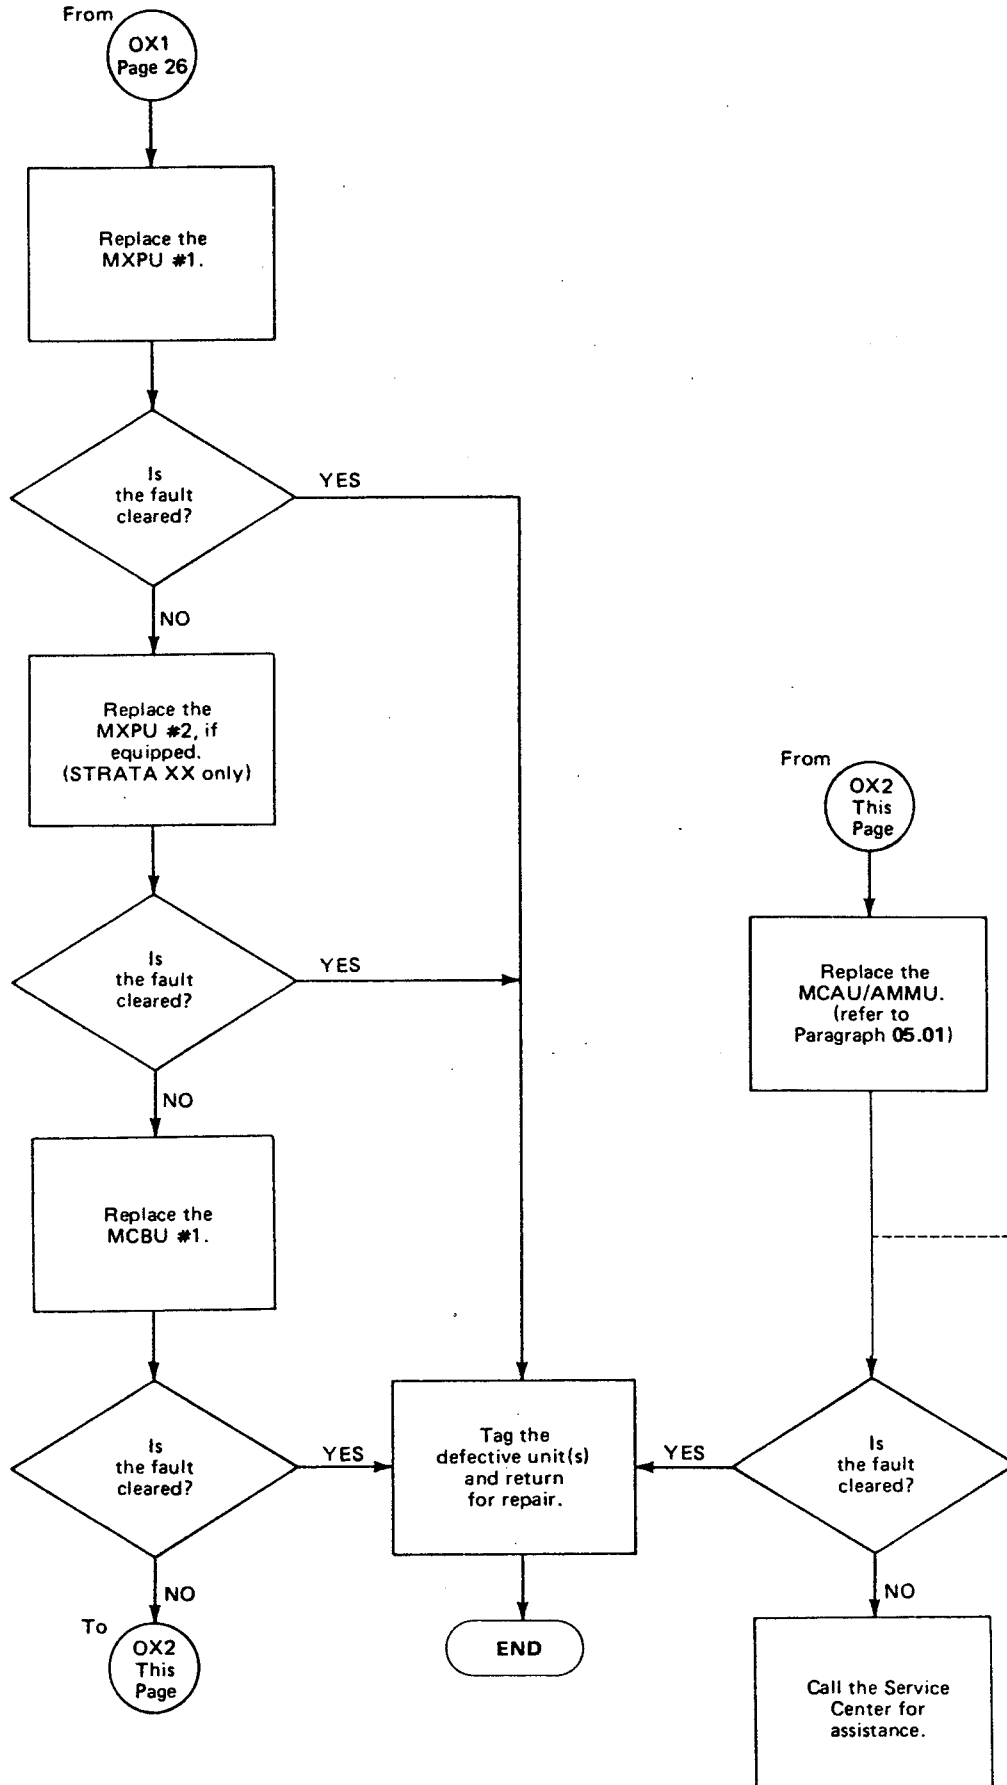 From
OX1
Page 26
Replace the
MXPU #1.
Is
the fault
cleared?
YES
NO
Replace the
MXPU #2, if
equipped.
(STRATA XX only)
Is
the fault
cleared?
YES
NO
Replace the
MCBU #1.
Is
the fault
cleared?
YES
NO
To
OX2
This
Page
Tag the
defective unit(s)
and return
for repair.
END
From
OX2
This
Page
Replace the
MCAU/AMMU.
(refer to
Paragraph 05.01)
Is
the fault
cleared?
YES
NO
Call the Service
Center for
assistance.